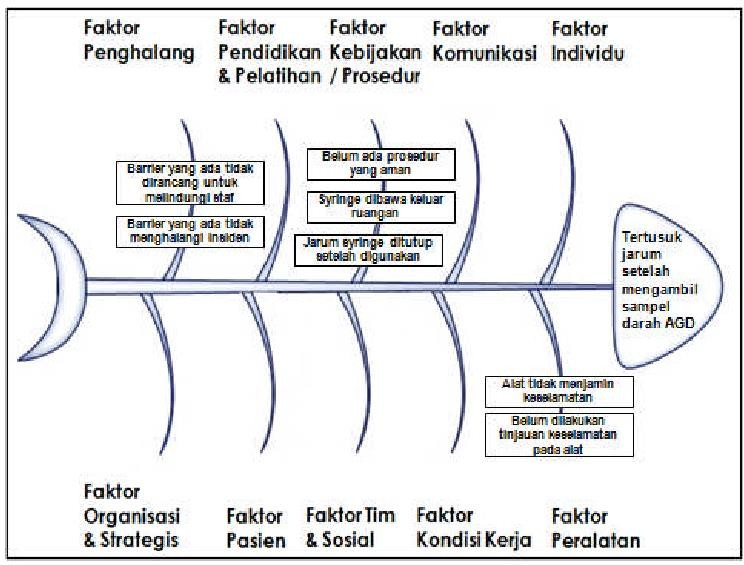 Faktor
Penghalang
Faktor
Pendidikan
& Pelatihan
Faktor
Kebijakan
/ Prosedur
Faktor
Komunikasi
Faktor
Individu
Barrier yang ada tidak
dirancang untuk
melindungi staf
Barrier yang ada tidak
menghalangi insiden
Belum ada prosedur
yang aman
Syringe dibawa keluar
ruangan
Jarum syringe ditutup
setelah digunakan
Tertusuk
jarum
setelah
mengambil
sampel
darah AGD
Alat tidak menjamin
keselamatan
Belum dilakukan
tinjauan keselamatan
pada alat
Faktor
Organisasi
& Strategis
Faktor
Pasien
Faktor Tim
& Sosial
Faktor
Kondisi Kerja
Faktor
Peralatan